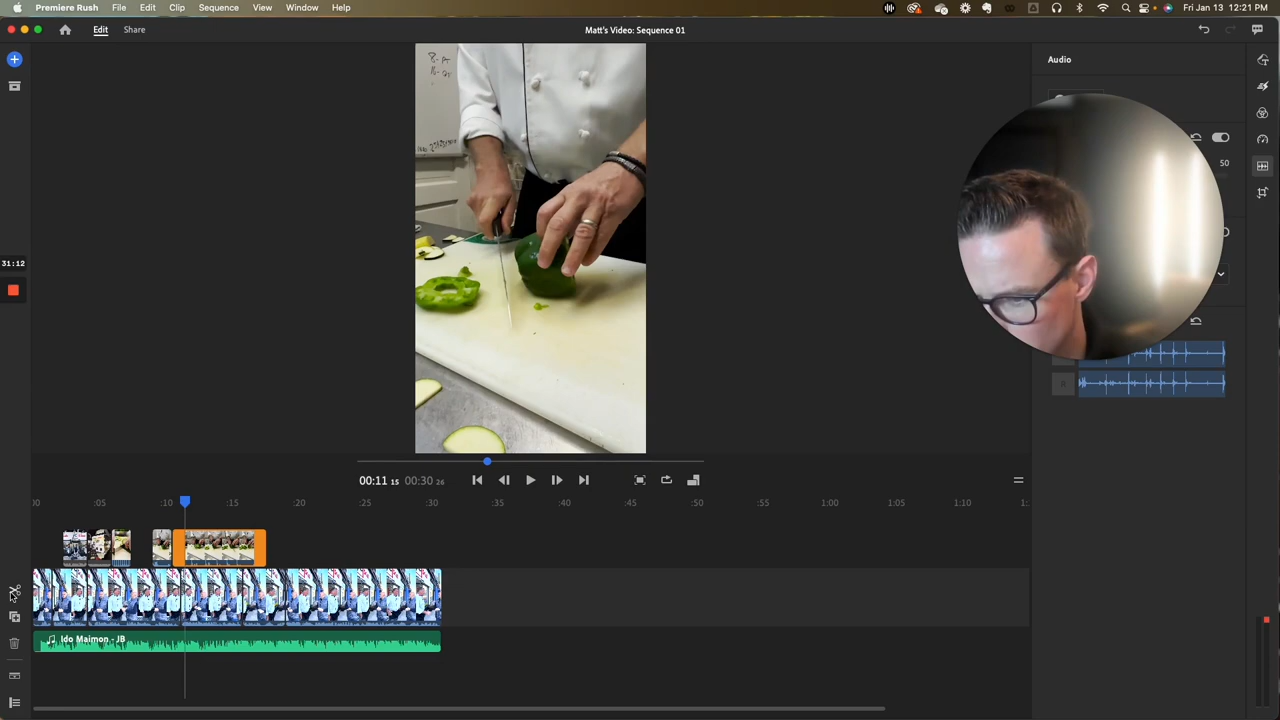 Premiere Rush File Edit Clip Sequence View Window Help Fri Jan 13 12:21 PM
Edit Share Matt's Video: Sequence 01
Audio
50
31:12
00:11 15 00:30 26
:00 :05 :10 :15 :20 :25 :30 :35 :40 :45 :50 :55 1:00 1:05 1:10
Ido Maimon - JB
R